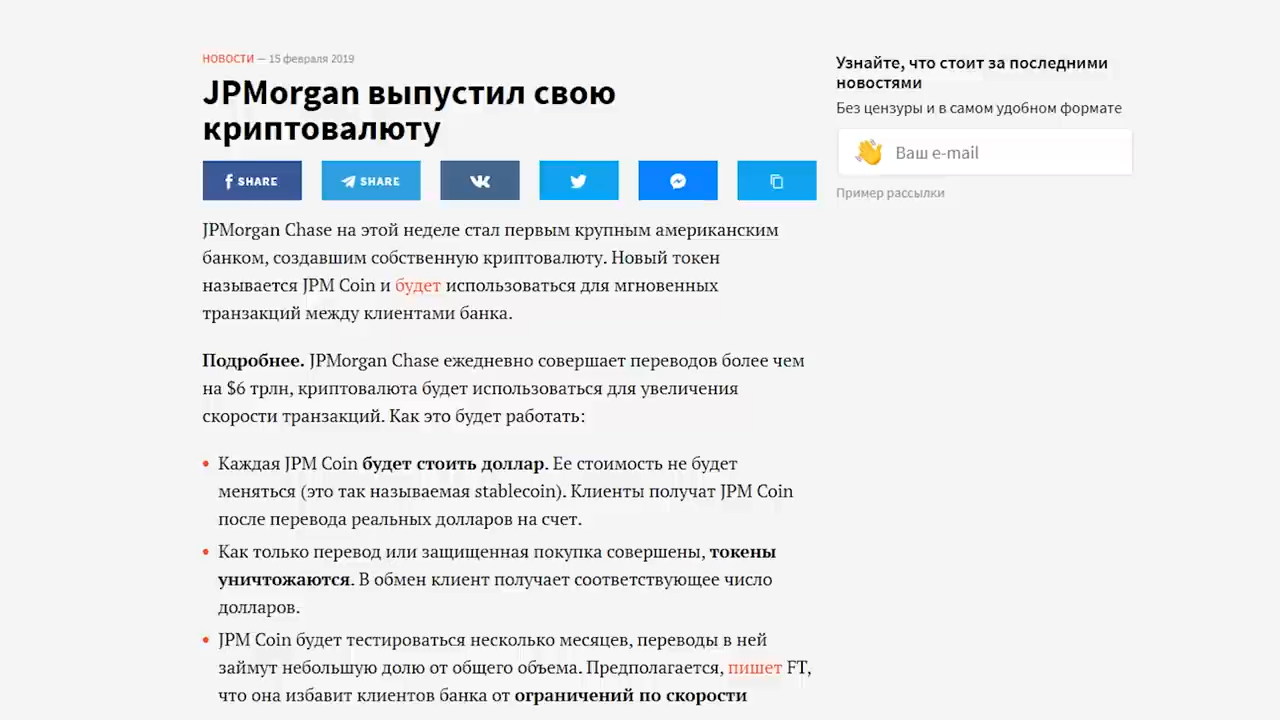 НОВОСТИ — 15 февраля 2019
JPMorgan выпустил свою
криптовалюту
SHARE
SHARE
JPMorgan Chase на этой неделе стал первым крупным американским
банком, создавшим собственную криптовалюту. Новый токен
называется JPM Coin и будет использоваться для мгновенных
транзакций между клиентами банка.
Подробнее. JPMorgan Chase ежедневно совершает переводов более чем
на $6 трлн, криптовалюта будет использоваться для увеличения
скорости транзакций. Как это будет работать:
• Каждая JPM Coin будет стоить доллар. Ее стоимость не будет
меняться (это так называемая stablecoin). Клиенты получат JPM Coin
после перевода реальных долларов на счет.
• Как только перевод или защищенная покупка совершены, токены
уничтожаются. В обмен клиент получает соответствующее число
долларов.
• JPM Coin будет тестироваться несколько месяцев, переводы в ней
займут небольшую долю от общего объема. Предполагается, пишет FT,
что она избавит клиентов банка от ограничений по скорости
Узнайте, что стоит за последними
новостями
Без цензуры и в самом удобном формате
Ваш e-mail
Пример рассылки